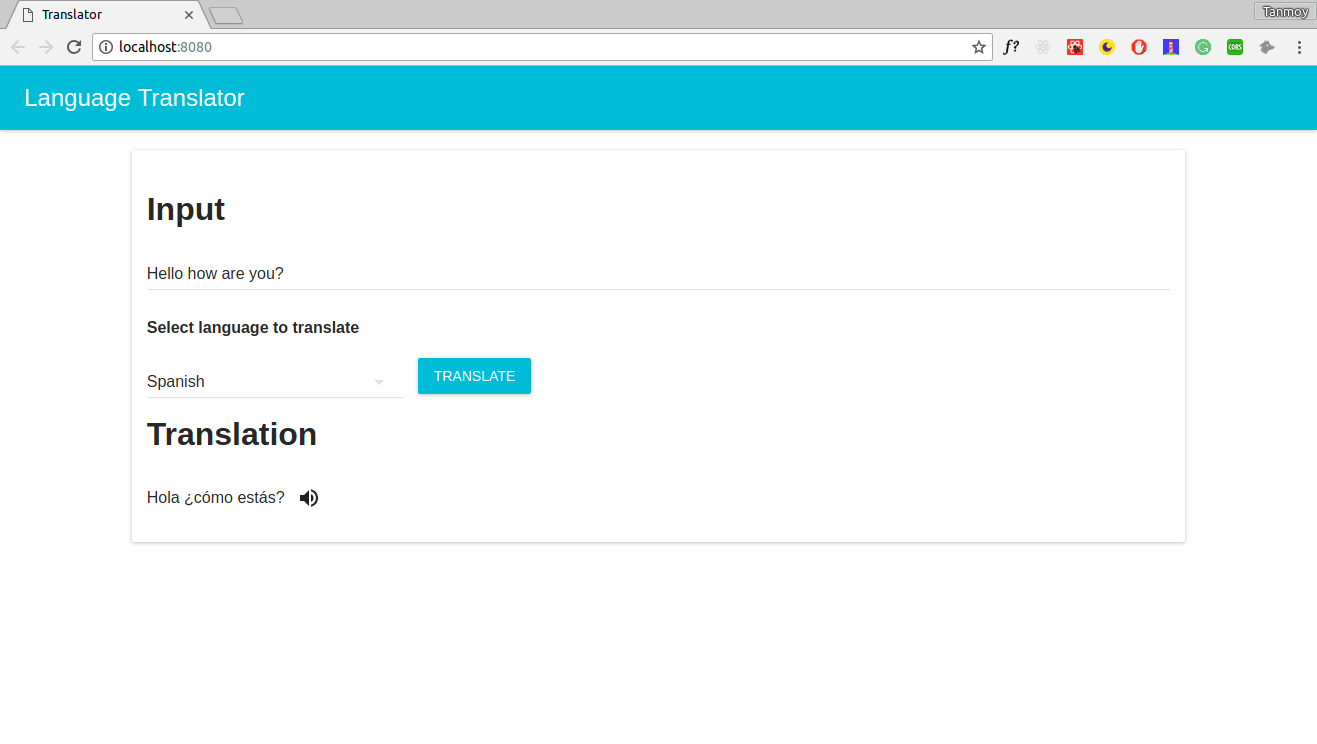 Translator
Tanmoy
localhost:8080
f?
CORS
Language Translator
Input
Hello how are you?
Select language to translate
Spanish
TRANSLATE
Translation
Hola ¿cómo estás?